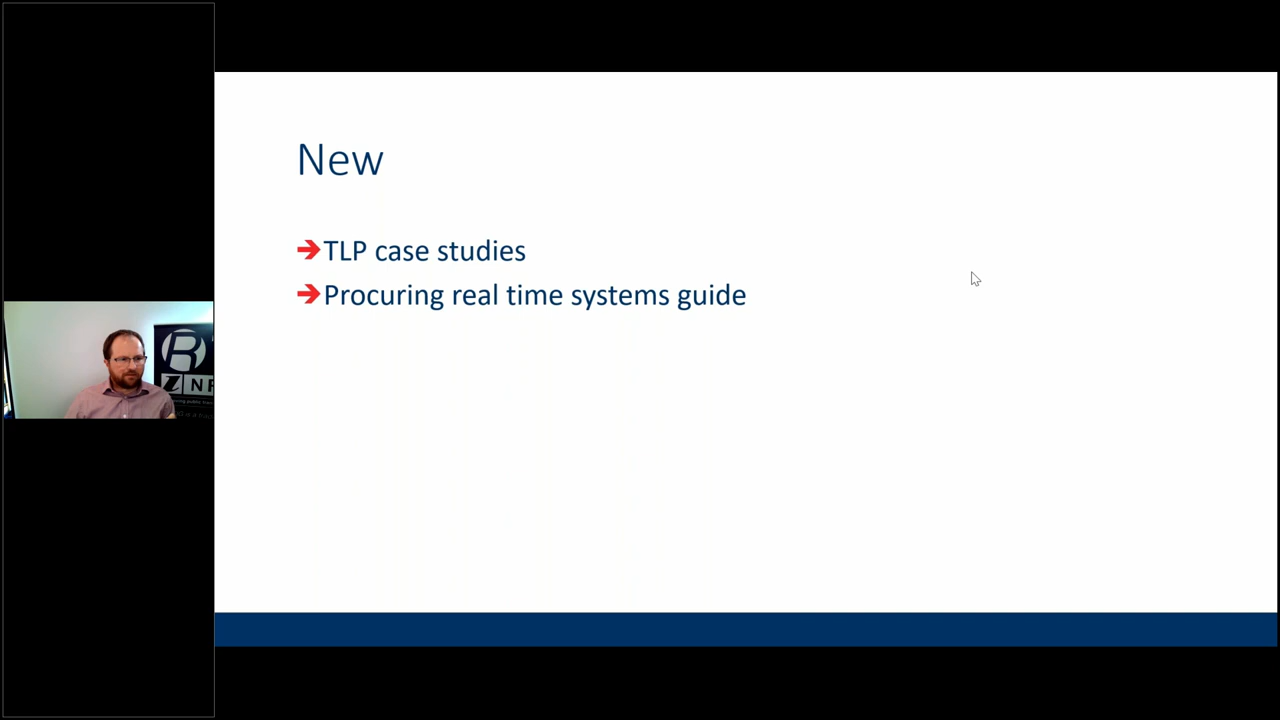 New
➔TLP case studies
➔Procuring real time systems guide